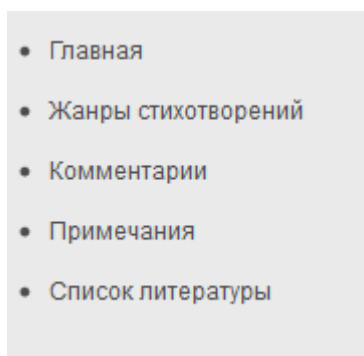 Главная
Жанры стихотворений
Комментарии
Примечания
Список литературы